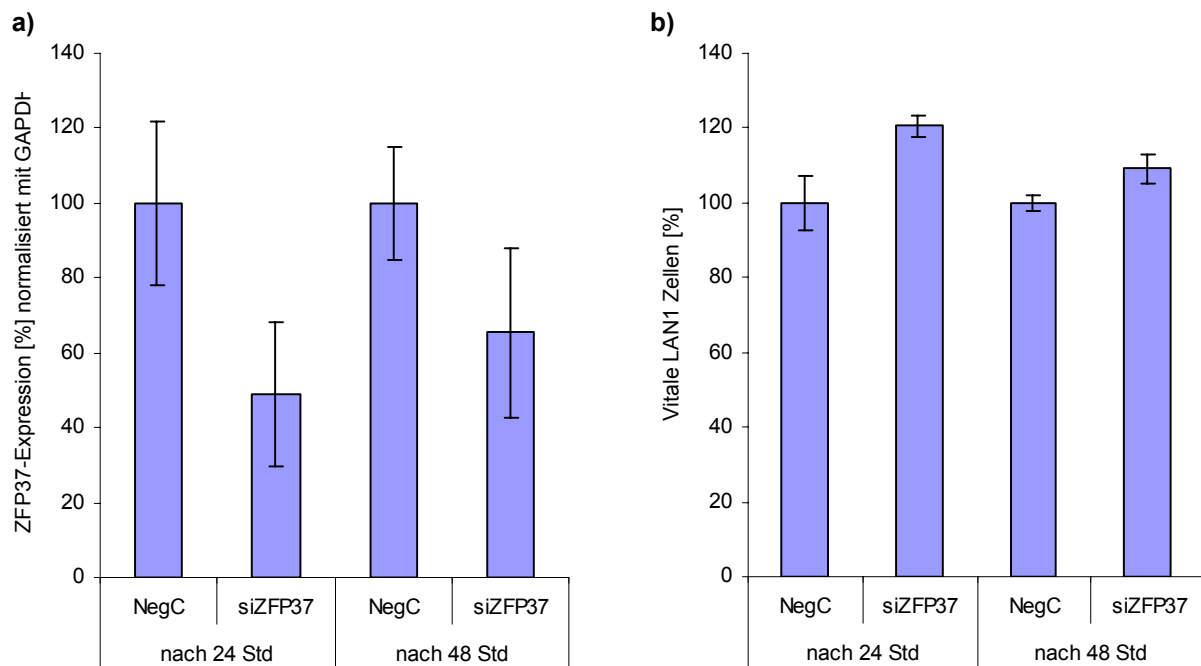 a)
ZFP37-Expression [%] normalisiert mit GAPDH
140
120
100
80
60
40
20
0
NegC siZFP37 NegC siZFP37
nach 24 Std nach 48 Std
b)
Vitale LAN1 Zellen [%]
140
120
100
80
60
40
20
0
NegC siZFP37 NegC siZFP37
nach 24 Std nach 48 Std